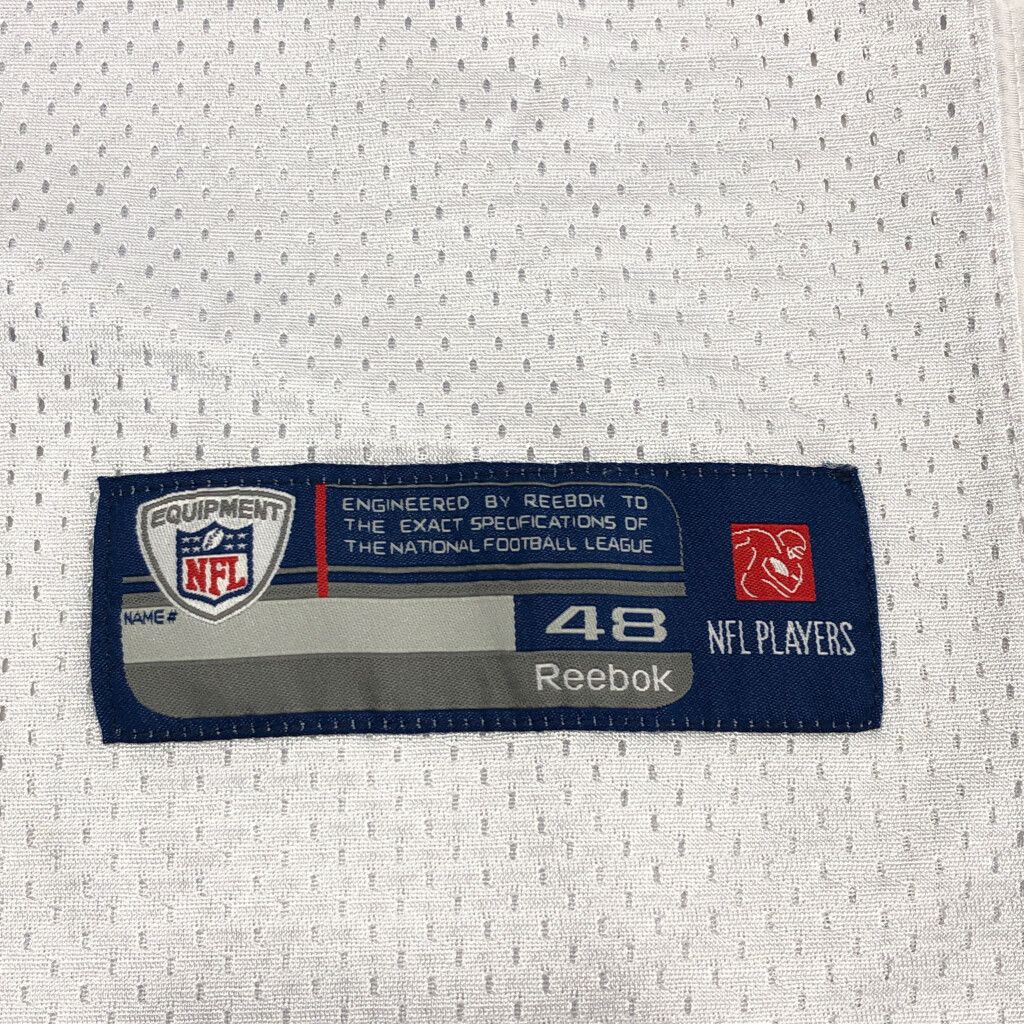 EQUIPMENT
NFL
ENGINEERED BY REEBOK TO
THE EXACT SPECIFICATIONS OF
THE NATIONAL FOOTBALL LEAGUE
NAME#
48
Reebok
NFL PLAYERS